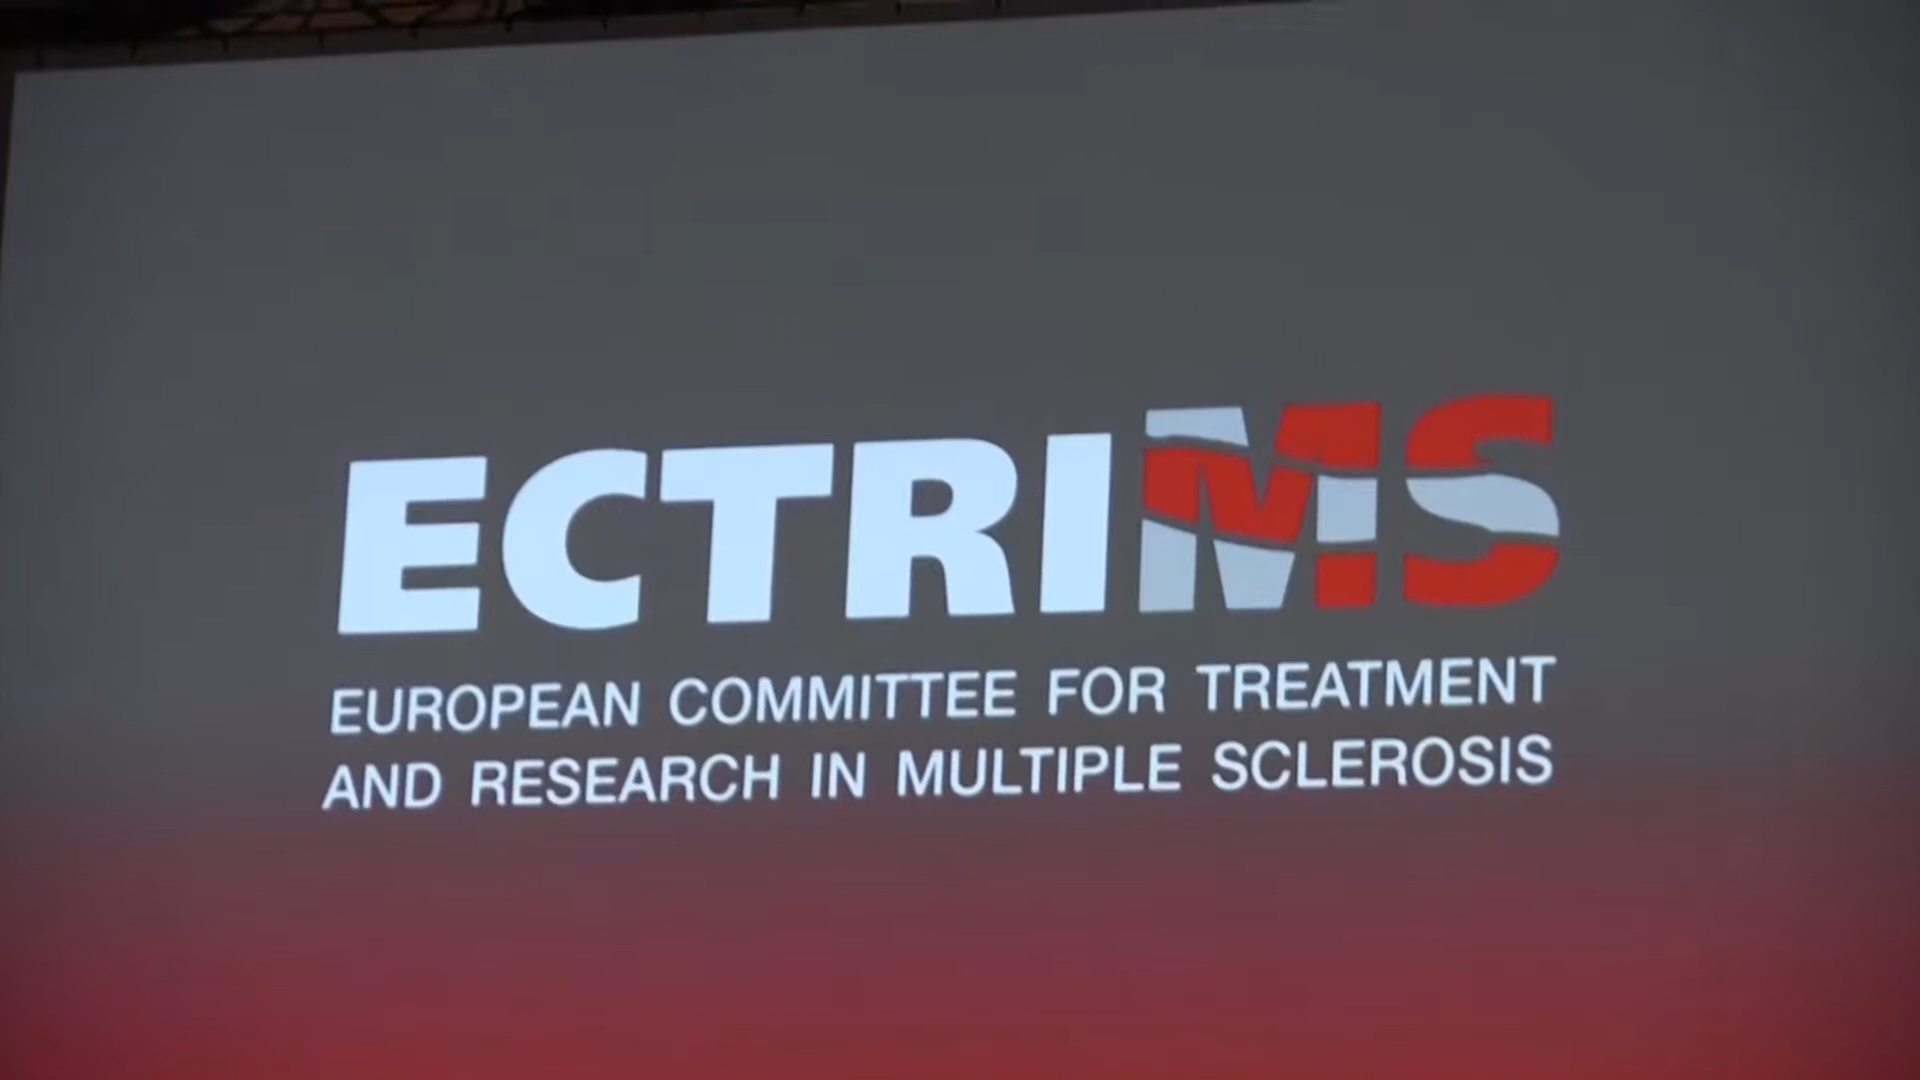 ECTRIMS
EUROPEAN COMMITTEE FOR TREATMENT
AND RESEARCH IN MULTIPLE SCLEROSIS